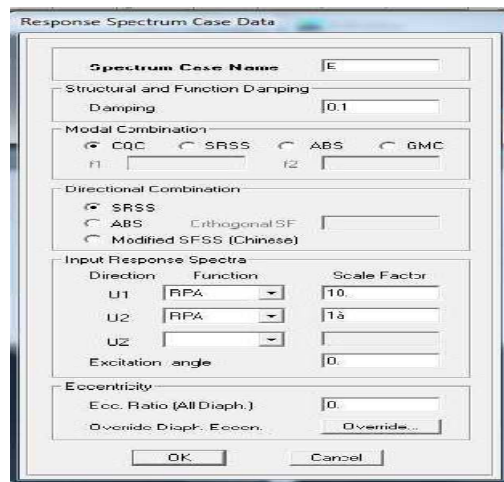 Response Spectrum Case Data
Spectrum Case Name E
Structural and Function Damping
Damping 0.1
Modal Combination
CQC SRSS ABS GMC
f1 f2
Directional Combination
SRSS
ABS Orthogonal SF
Modified SRSS (Chinese)
Input Response Spectra
Direction Function Scale Factor
U1 RPA 10.
U2 RPA
UZ
Excitation angle 0.
Eccentricity
Ecc. Ratio (All Diaph.) 0.
Override Diaph. Eccen. Override...
OK Cancel